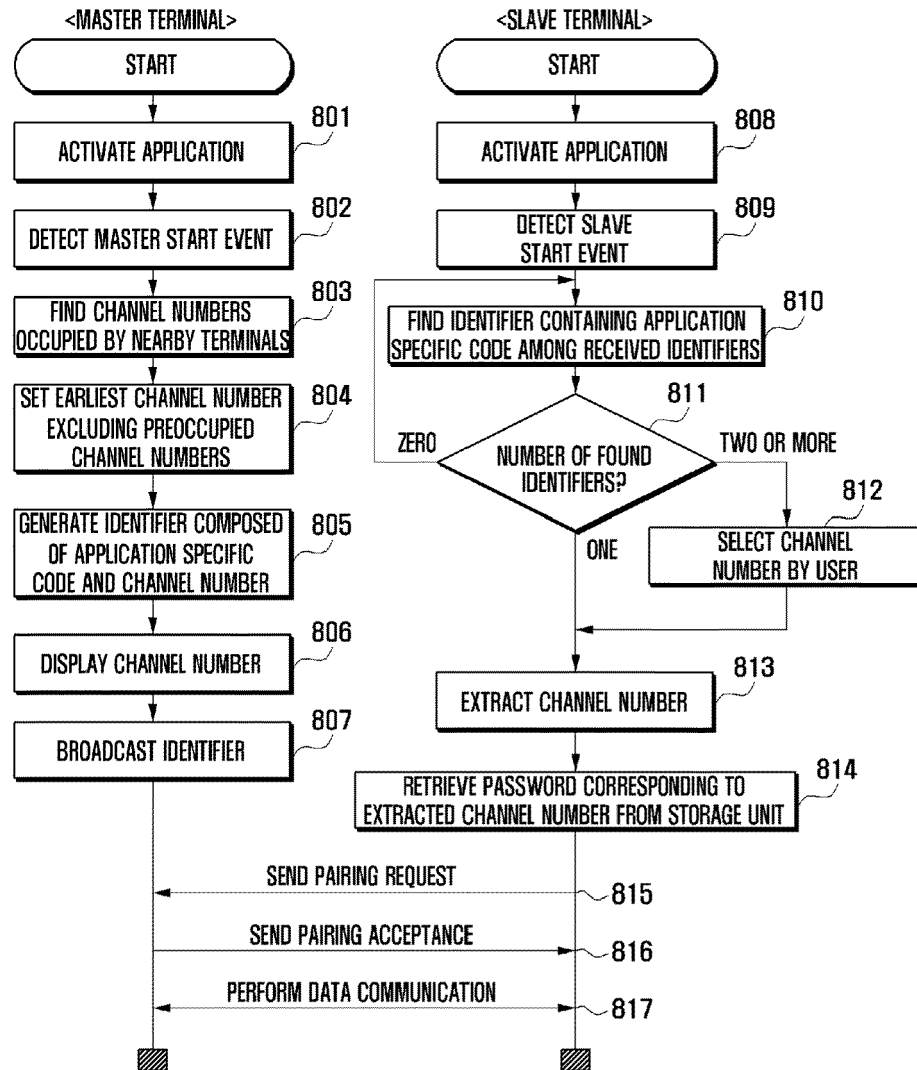 <MASTER TERMINAL>
START
801
ACTIVATE APPLICATION
802
DETECT MASTER START EVENT
803
FIND CHANNEL NUMBERS
OCCUPIED BY NEARBY TERMINALS
804
SET EARLIEST CHANNEL NUMBER
EXCLUDING PREOCCUPIED
CHANNEL NUMBERS
805
GENERATE IDENTIFIER COMPOSED
OF APPLICATION SPECIFIC
CODE AND CHANNEL NUMBER
806
DISPLAY CHANNEL NUMBER
807
BROADCAST IDENTIFIER
<SLAVE TERMINAL>
START
808
ACTIVATE APPLICATION
809
DETECT SLAVE
START EVENT
810
FIND IDENTIFIER CONTAINING APPLICATION
SPECIFIC CODE AMONG RECEIVED IDENTIFIERS
811
ZERO
NUMBER OF FOUND
IDENTIFIERS?
TWO OR MORE
812
ONE
SELECT CHANNEL
NUMBER BY USER
813
EXTRACT CHANNEL NUMBER
814
RETRIEVE PASSWORD CORRESPONDING TO
EXTRACTED CHANNEL NUMBER FROM STORAGE UNIT
SEND PAIRING REQUEST
815
SEND PAIRING ACCEPTANCE
816
PERFORM DATA COMMUNICATION
817